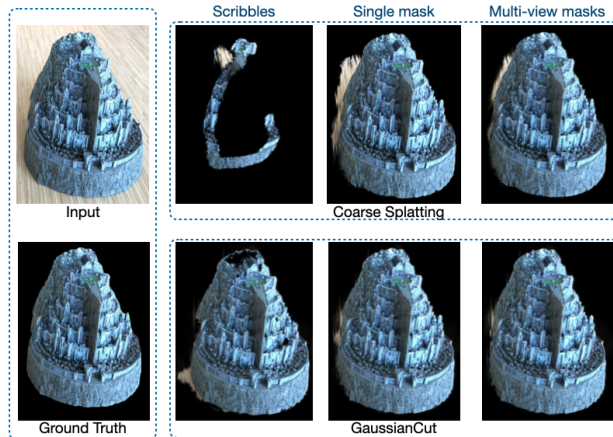 Scribbles Single mask Multi-view masks
Input
Coarse Splatting
Ground Truth
GaussianCut